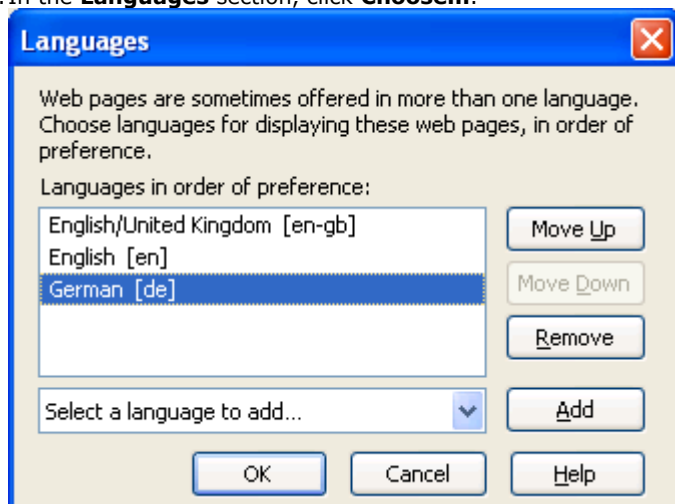 In the Languages section, click Choose....
Languages
Web pages are sometimes offered in more than one language.
Choose languages for displaying these web pages, in order of
preference.
Languages in order of preference:
English/United Kingdom [en-gb]
English [en]
German [de]
Move Up
Move Down
Remove
Select a language to add...
Add
OK
Cancel
Help